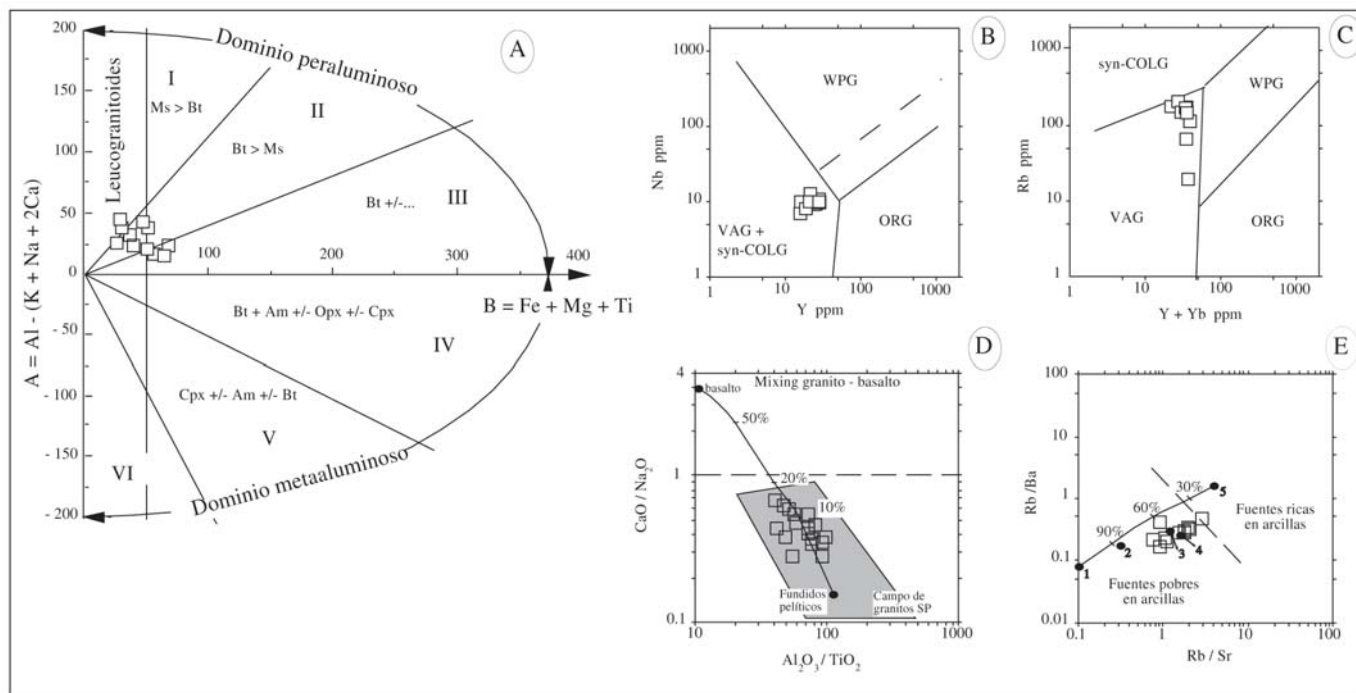 A
200
150
100
50
0
- 50
- 100
- 150
- 200
A = Al - (K + Na + 2Ca)
Dominio peraluminoso
Leucogranitoides
I
Ms > Bt
II
Bt > Ms
III
Bt +/-...
100
200
300
400
B = Fe + Mg + Ti
Bt + Am +/- Opx +/- Cpx
IV
Cpx +/- Am +/- Bt
V
VI
Dominio metaaluminoso
B
1000
100
10
1
Nb ppm
WPG
VAG +
syn-COLG
ORG
1
10
100
1000
Y ppm
C
1000
100
10
1
Rb ppm
syn-COLG
WPG
VAG
ORG
1
10
100
1000
Y + Yb ppm
D
4
1
0.1
CaO / Na2O
Mixing granito - basalto
basalto
50%
20%
10%
Fundidos
pelíticos
Campo de
granitos SP
10
100
1000
Al2O3 / TiO2
E
100
10
1
0.1
0.01
Rb /Ba
30%
60%
90%
1
2
3
4
5
Fuentes ricas
en arcillas
Fuentes pobres
en arcillas
0.1
1
10
100
Rb / Sr